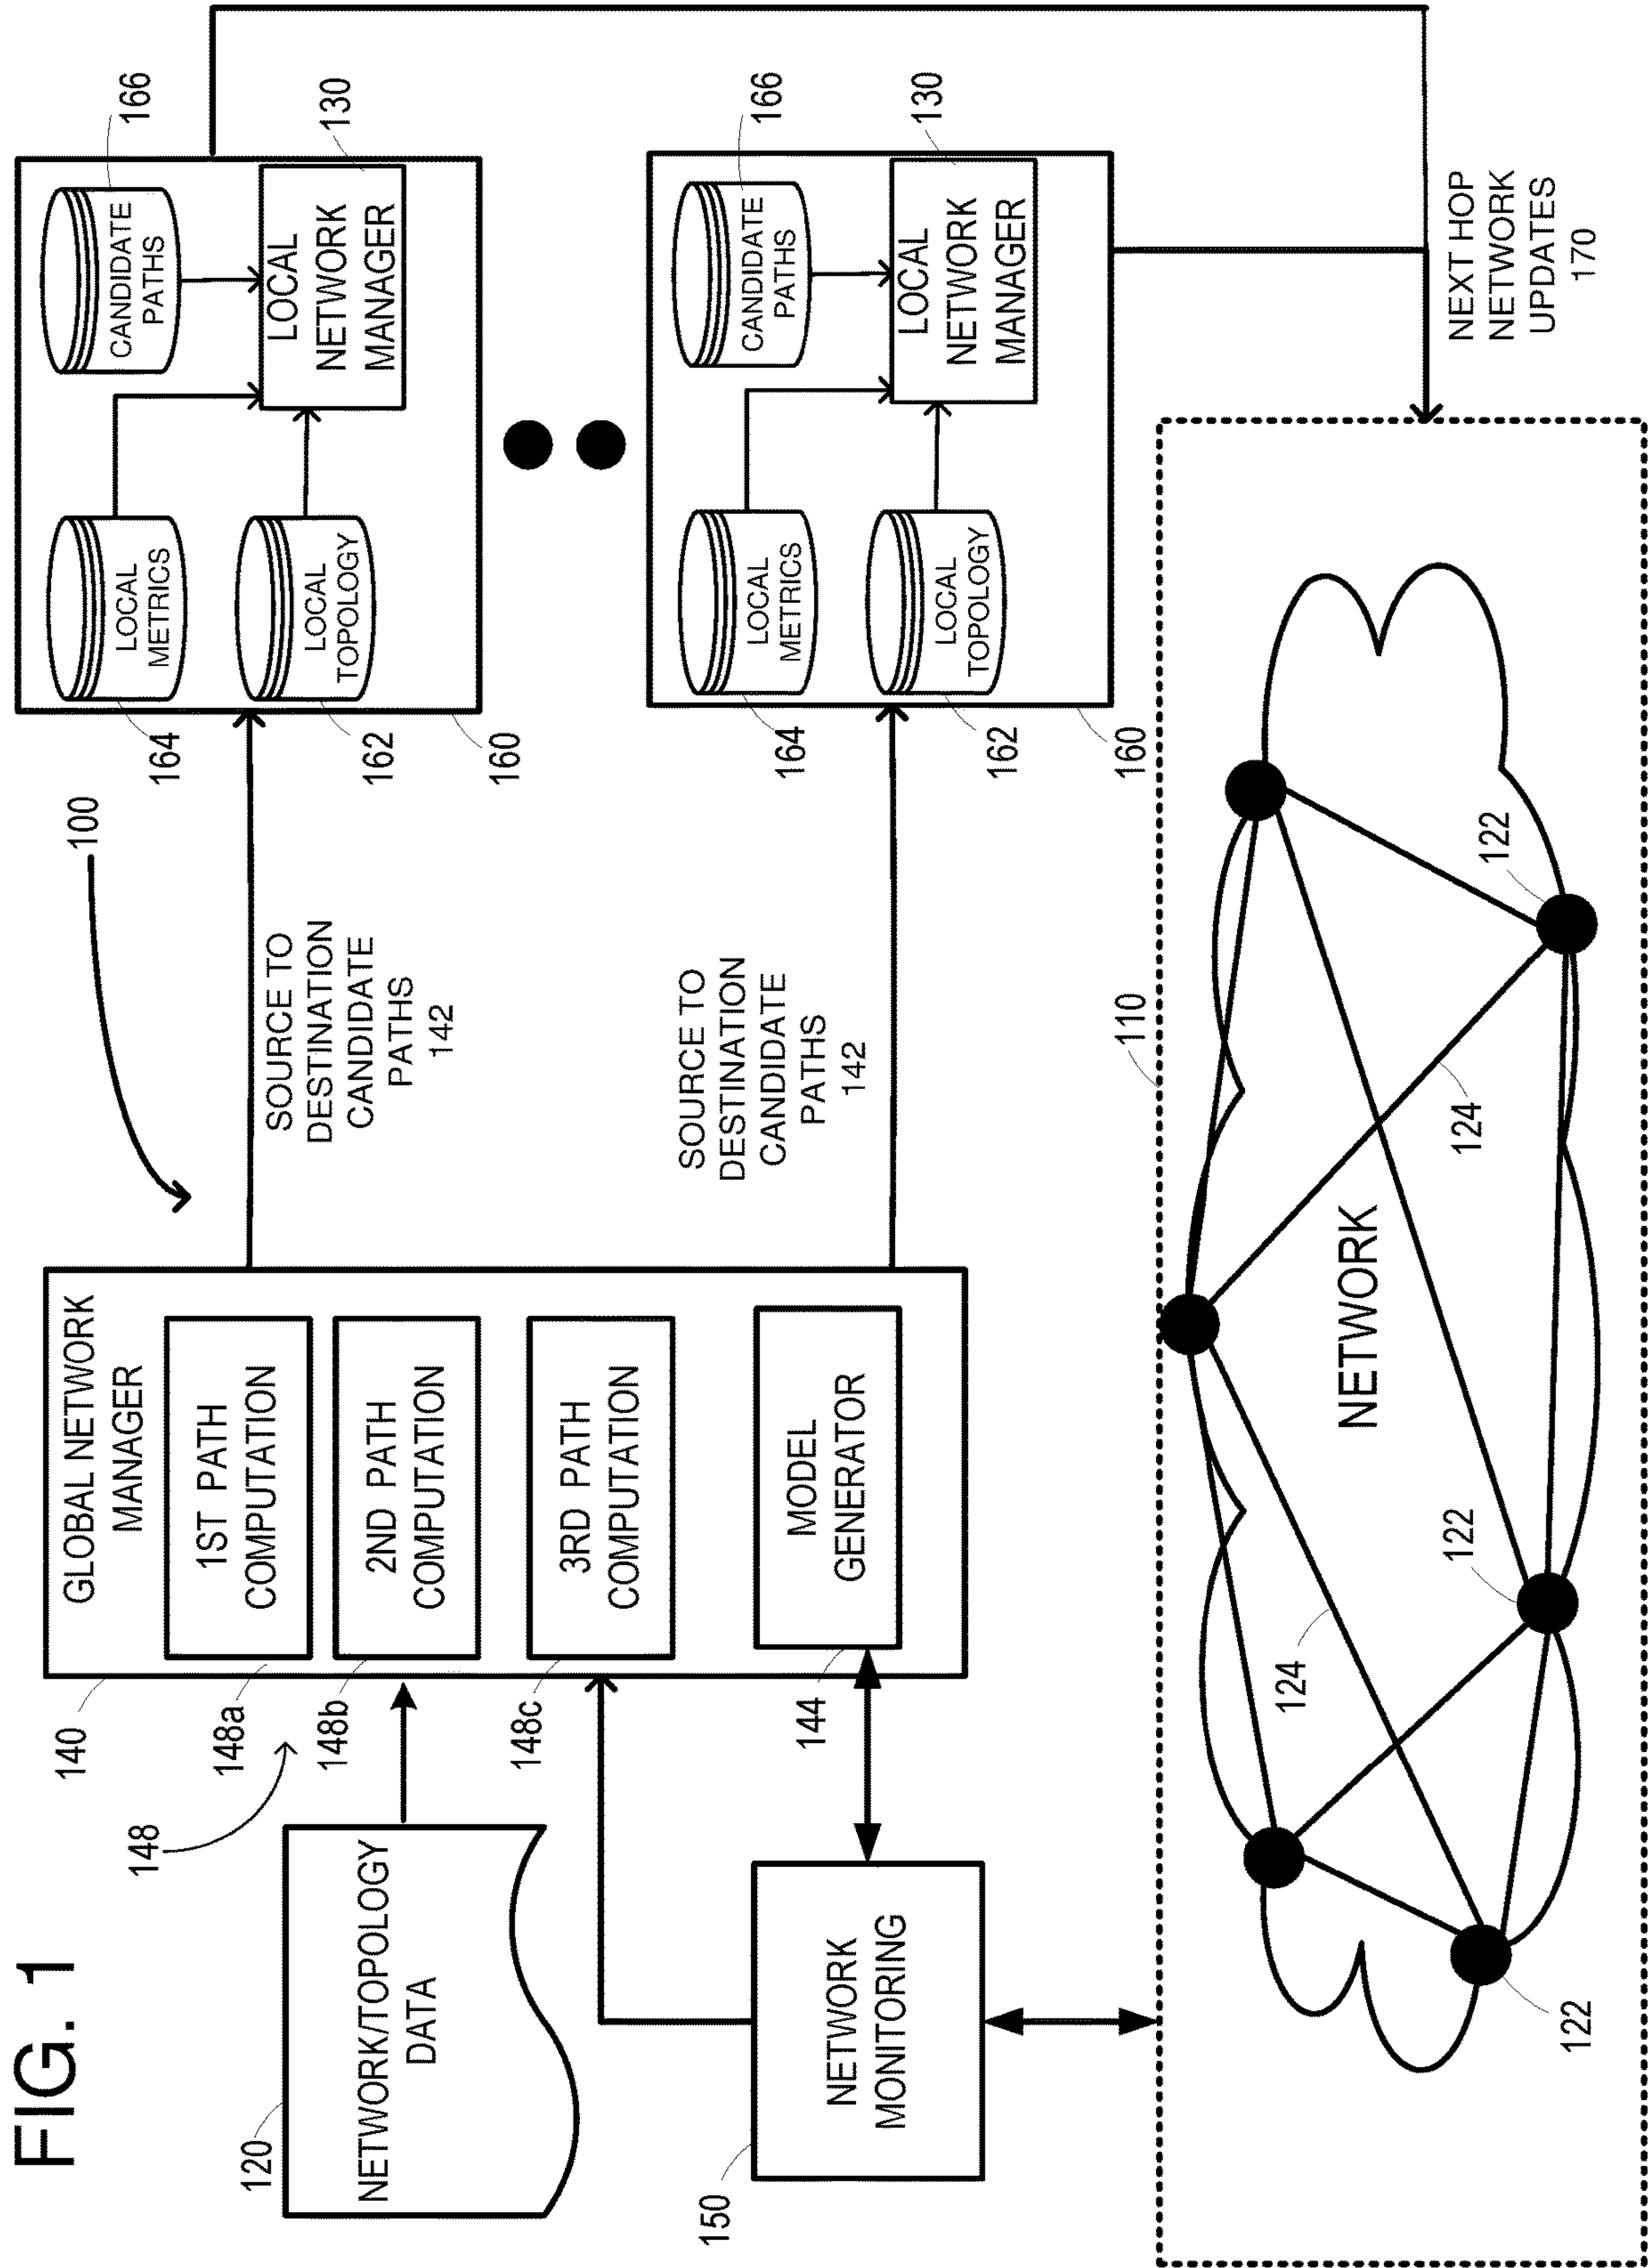 FIG. 1
100
120
NETWORK/TOPOLOGY
DATA
148
140
GLOBAL NETWORK
MANAGER
148a
1ST PATH
COMPUTATION
148b
2ND PATH
COMPUTATION
148c
3RD PATH
COMPUTATION
144
MODEL
GENERATOR
150
NETWORK
MONITORING
SOURCE TO
DESTINATION
CANDIDATE
PATHS
142
SOURCE TO
DESTINATION
CANDIDATE
PATHS
142
164
LOCAL
METRICS
162
LOCAL
TOPOLOGY
160
166
CANDIDATE
PATHS
130
LOCAL
NETWORK
MANAGER
164
LOCAL
METRICS
162
LOCAL
TOPOLOGY
160
166
CANDIDATE
PATHS
130
LOCAL
NETWORK
MANAGER
NEXT HOP
NETWORK
UPDATES
170
110
NETWORK
124
124
122
122
122